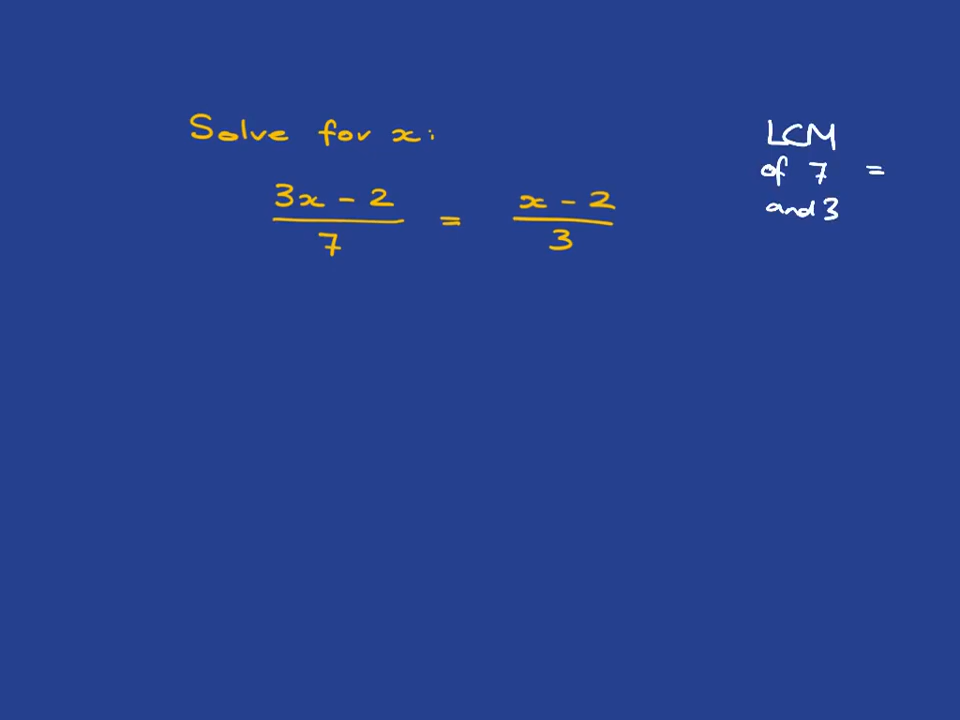 Solve for x:
3x - 2 / 7 = x - 2 / 3
LCM
of 7 =
and 3